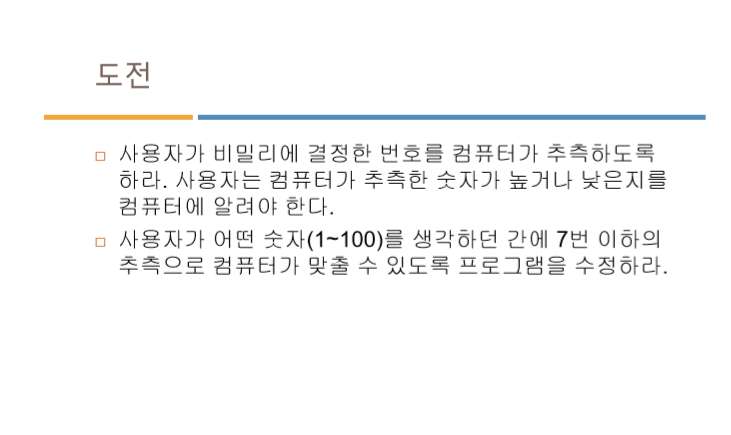 도전
사용자가 비밀리에 결정한 번호를 컴퓨터가 추측하도록
하라. 사용자는 컴퓨터가 추측한 숫자가 높거나 낮은지를
컴퓨터에 알려야 한다.
사용자가 어떤 숫자(1~100)를 생각하던 간에 7번 이하의
추측으로 컴퓨터가 맞출 수 있도록 프로그램을 수정하라.